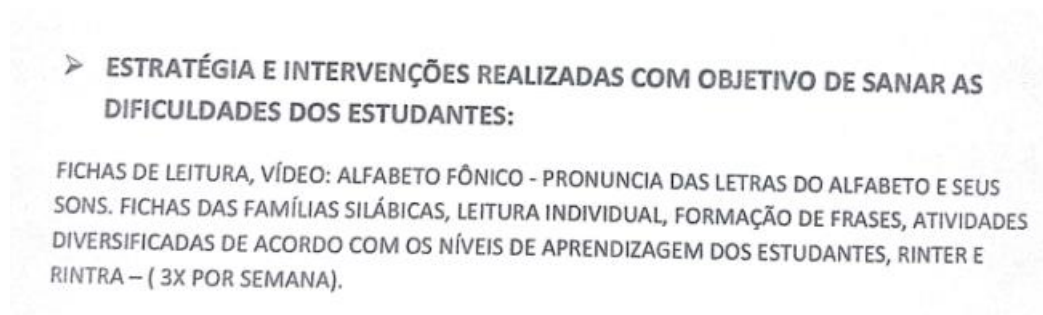 ➢ ESTRATÉGIA E INTERVENÇÕES REALIZADAS COM OBJETIVO DE SANAR AS
DIFICULDADES DOS ESTUDANTES:
FICHAS DE LEITURA, VÍDEO: ALFABETO FÔNICO - PRONUNCIA DAS LETRAS DO ALFABETO E SEUS
SONS. FICHAS DAS FAMÍLIAS SILÁBICAS, LEITURA INDIVIDUAL, FORMAÇÃO DE FRASES, ATIVIDADES
DIVERSIFICADAS DE ACORDO COM OS NÍVEIS DE APRENDIZAGEM DOS ESTUDANTES, RINTER E
RINTRA – ( 3X POR SEMANA).